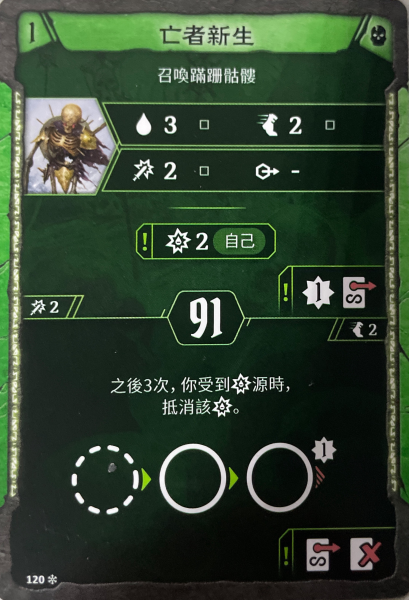 1 亡者新生
召喚蹣跚骷髏
3 2
2 -
! 2 自己
! 1
2 91 2
之後3次,你受到源時,
抵消該。
1
!
120